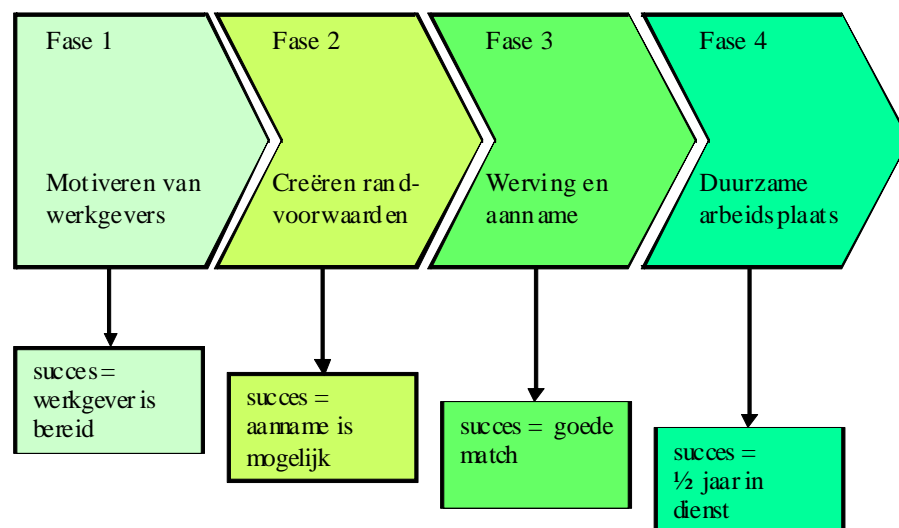 Fase 1
Motiveren van
werkgevers
Fase 2
Creëren rand-
voorwaarden
Fase 3
Werving en
aanname
Fase 4
Duurzame
arbeidsplaats
succes =
werkgever is
bereid
succes =
aanname is
mogelijk
succes = goede
match
succes =
½ jaar in
dienst